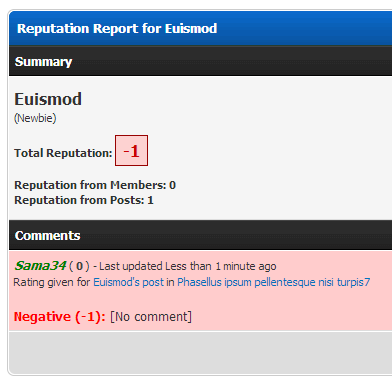 Reputation Report for Euismod
Summary
Euismod
(Newbie)
Total Reputation: -1
Reputation from Members: 0
Reputation from Posts: 1
Comments
Sama34 ( 0 ) - Last updated Less than 1 minute ago
Rating given for Euismod's post in Phasellus ipsum pellentesque nisi turpis7
Negative (-1): [No comment]